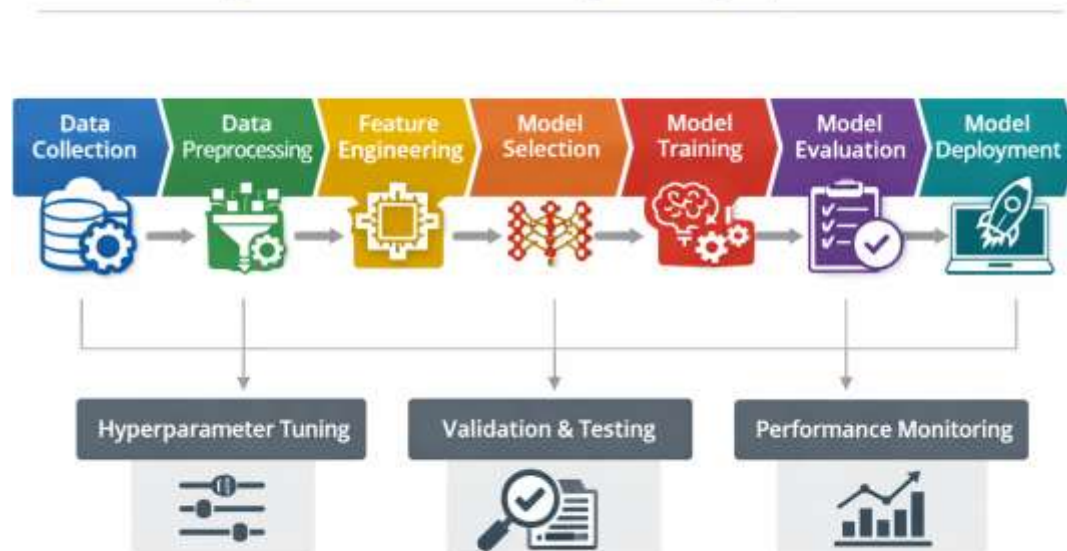 Data
Collection
Data
Preprocessing
Feature
Engineering
Model
Selection
Model
Training
Model
Evaluation
Model
Deployment
Hyperparameter Tuning
Validation & Testing
Performance Monitoring